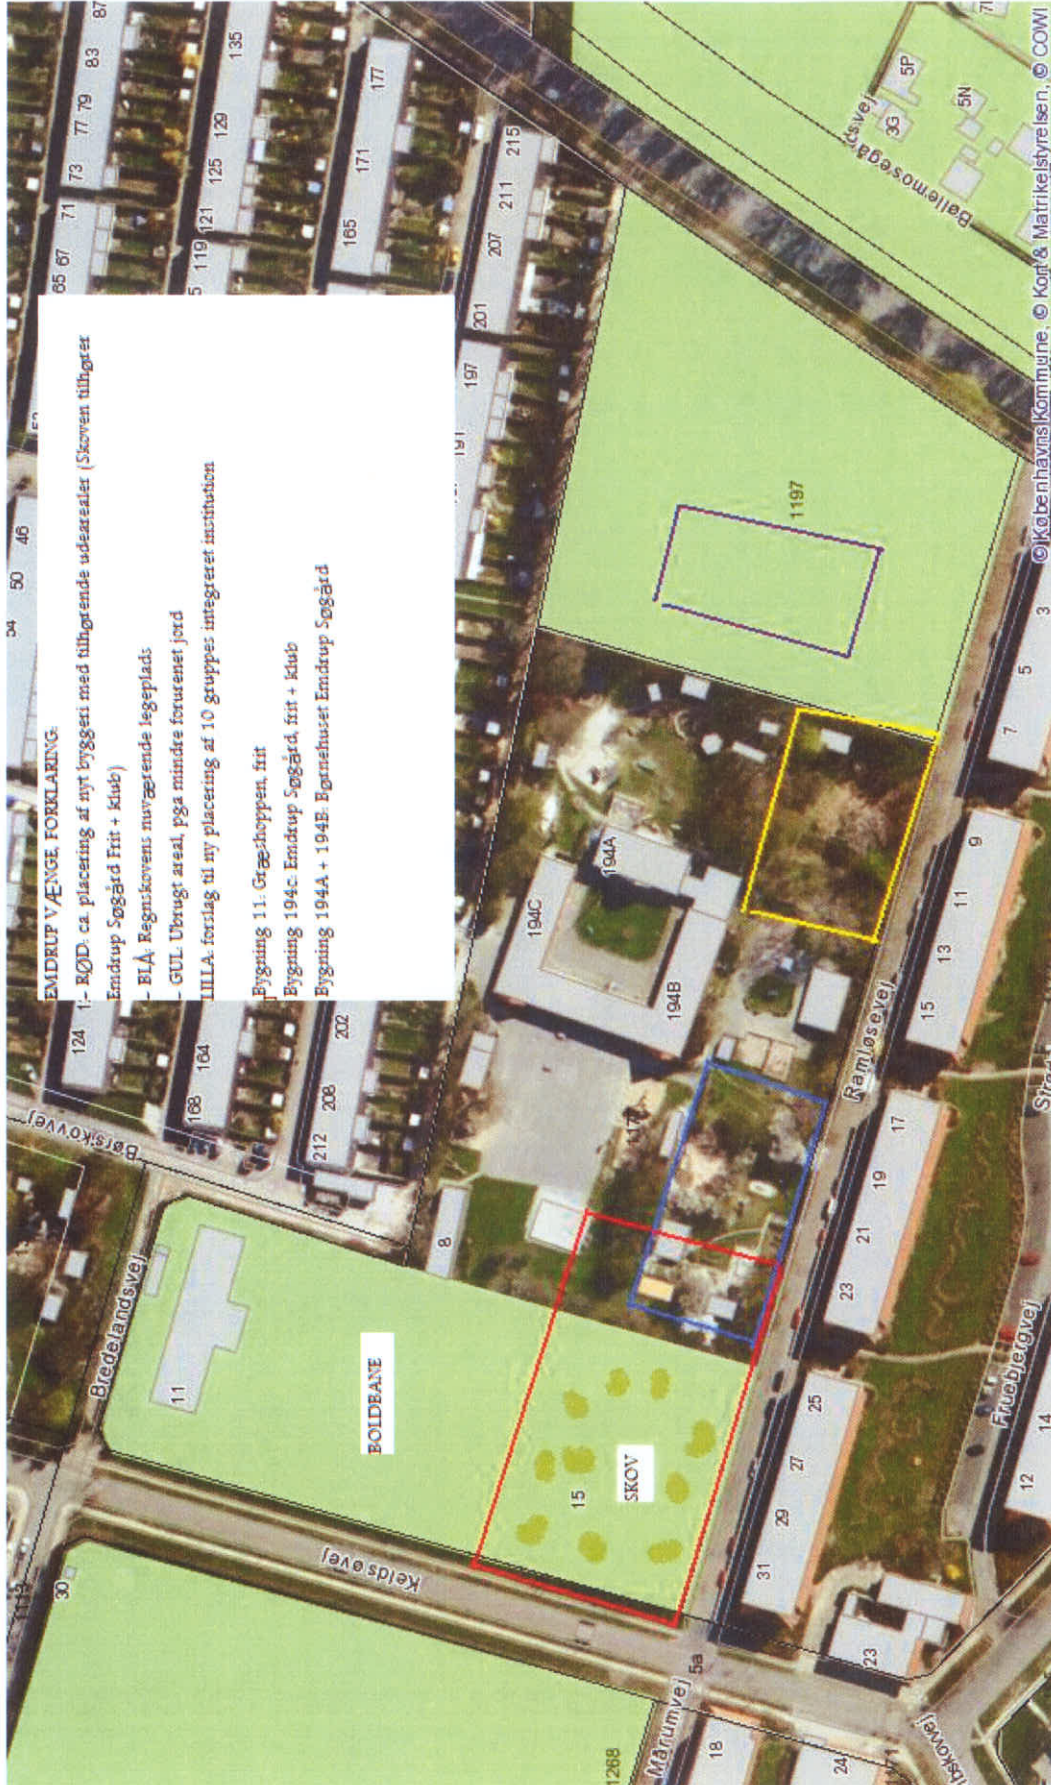 EMDRUP VÆNGE, FORKLARING:
- RØD: ca. placering af nyt byggeri med tilhørende udearealer (Skoven tilhører
Emdrup Søgård Frit + klub)
- BLÅ: Regnskovens nuværende legeplads
- GUL: Ubrugt areal, pga mindre forurenet jord
LILLA: forslag til ny placering af 10 gruppes integreret institution
Bygning 11: Græshoppen, frit
Bygning 194c: Emdrup Søgård, frit + klub
Bygning 194A + 194B: Børnehuset Emdrup Søgård
34 50 46
65 67 71 73 77 79 83 87
119 121 125 129 135
165 171 177
191 197 201 207 211 215
124
164 168
202 208 212
Børskovvej
Bredelandsvej
11
BOLDBANE
8
30
Keldsøvej
15
SKOV
194C
194A
194B
1197
Ramløsevej
Bøllemosegårdsvej
3G 5P
5N
3 5 7
9 11 13 15
17 19 21 23
25 27 29 31
Fruebjergvej
12 14
23
5a
Mårumvej
1268
18
24
71
© Københavns Kommune, © Kort & Matrikelstyrelsen, © COWI